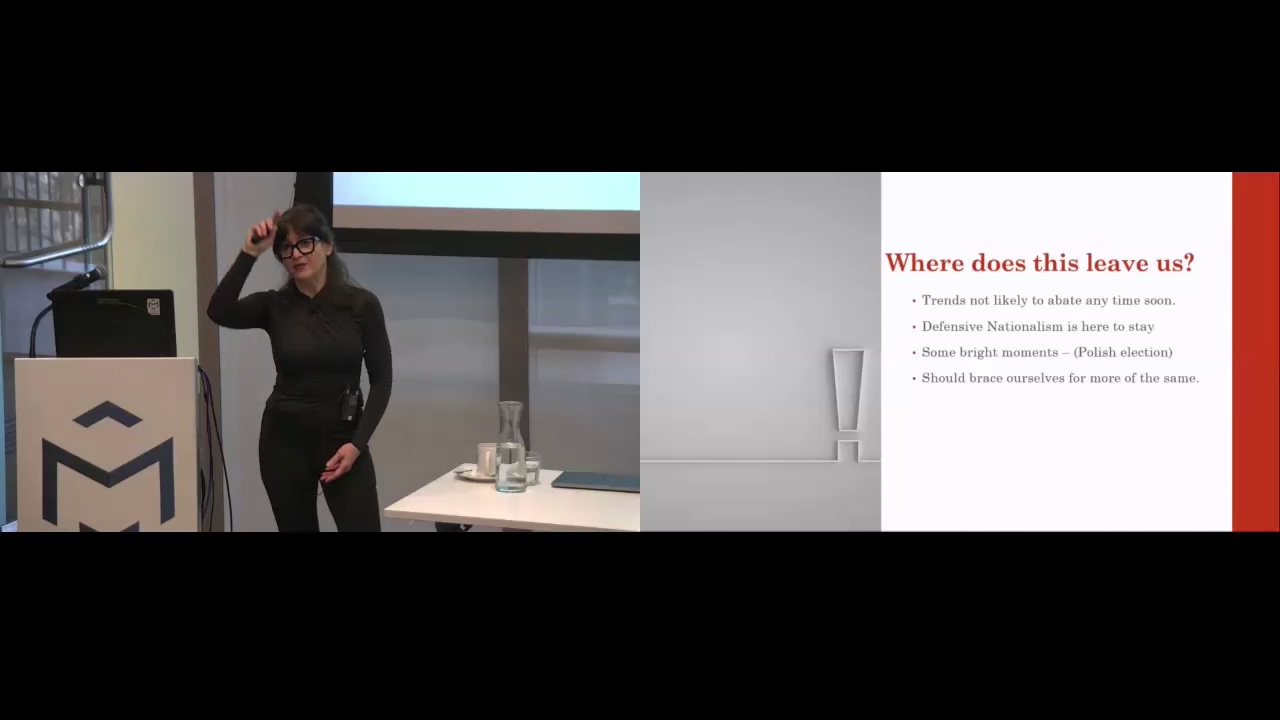 Where does this leave us?
• Trends not likely to abate any time soon.
• Defensive Nationalism is here to stay
• Some bright moments – (Polish election)
• Should brace ourselves for more of the same.